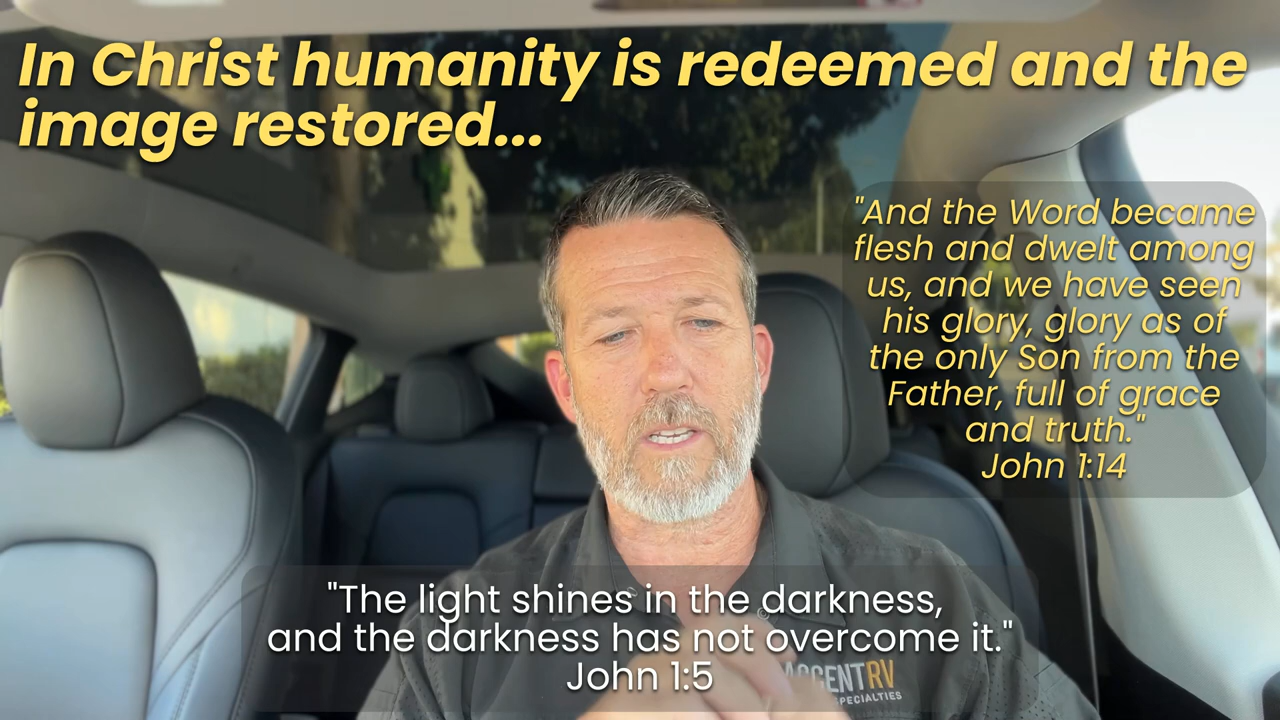 In Christ humanity is redeemed and the
image restored...
"And the Word became
flesh and dwelt among
us, and we have seen
his glory, glory as of
the only Son from the
Father, full of grace
and truth."
John 1:14
"The light shines in the darkness,
and the darkness has not overcome it."
John 1:5
ACCENTRV
SPECIALTIES